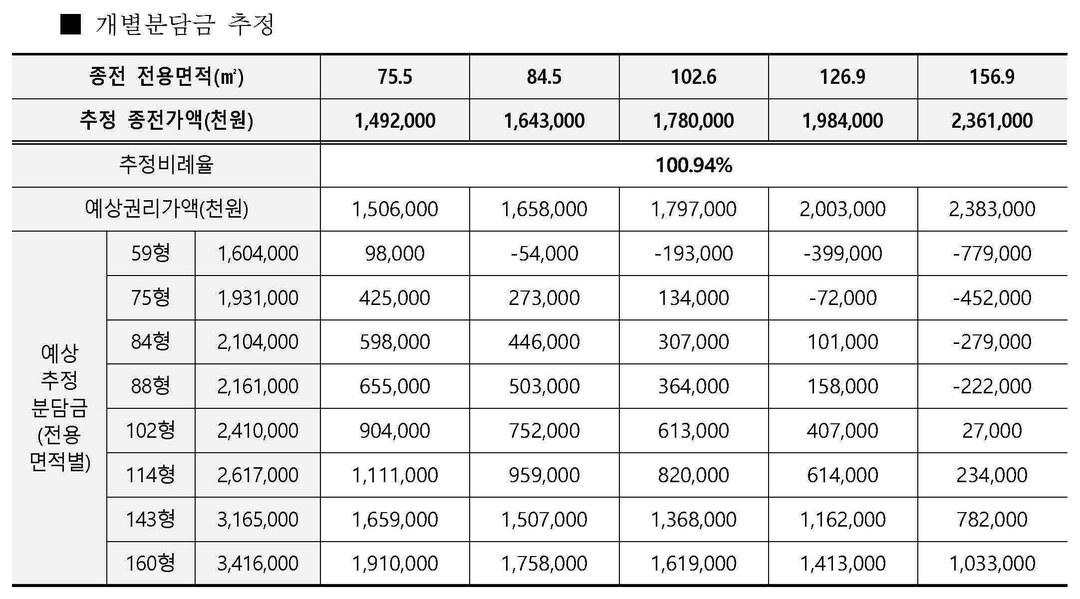 ■ 개별분담금 추정
종전 전용면적(㎡) 75.5 84.5 102.6 126.9 156.9
추정 종전가액(천원) 1,492,000 1,643,000 1,780,000 1,984,000 2,361,000
추정비례율 100.94%
예상권리가액(천원) 1,506,000 1,658,000 1,797,000 2,003,000 2,383,000
예상
추정
분담금
(전용
면적별)
59형 1,604,000 98,000 -54,000 -193,000 -399,000 -779,000
75형 1,931,000 425,000 273,000 134,000 -72,000 -452,000
84형 2,104,000 598,000 446,000 307,000 101,000 -279,000
88형 2,161,000 655,000 503,000 364,000 158,000 -222,000
102형 2,410,000 904,000 752,000 613,000 407,000 27,000
114형 2,617,000 1,111,000 959,000 820,000 614,000 234,000
143형 3,165,000 1,659,000 1,507,000 1,368,000 1,162,000 782,000
160형 3,416,000 1,910,000 1,758,000 1,619,000 1,413,000 1,033,000